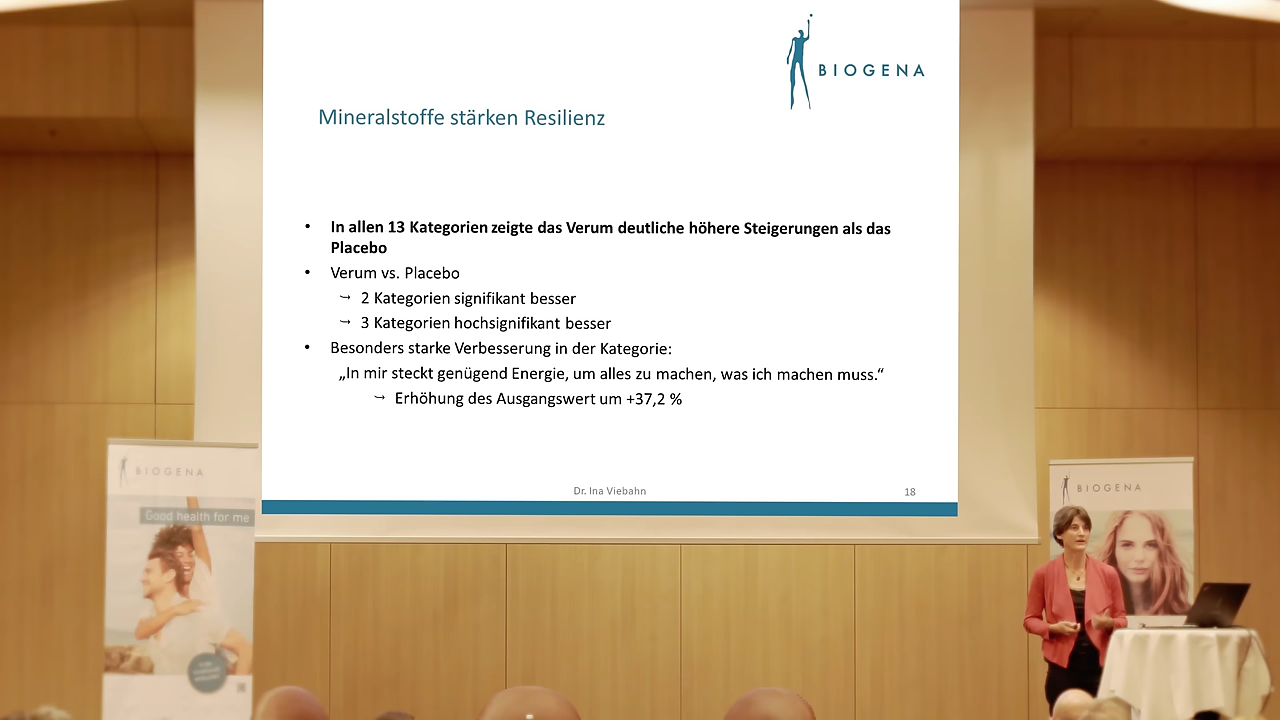 BIOGENA
Mineralstoffe stärken Resilienz
• In allen 13 Kategorien zeigte das Verum deutliche höhere Steigerungen als das
Placebo
• Verum vs. Placebo
2 Kategorien signifikant besser
3 Kategorien hochsignifikant besser
• Besonders starke Verbesserung in der Kategorie:
„In mir steckt genügend Energie, um alles zu machen, was ich machen muss.“
Erhöhung des Ausgangswert um +37,2 %
Dr. Ina Viebahn
18
BIOGENA
Good health for me
BIOGENA